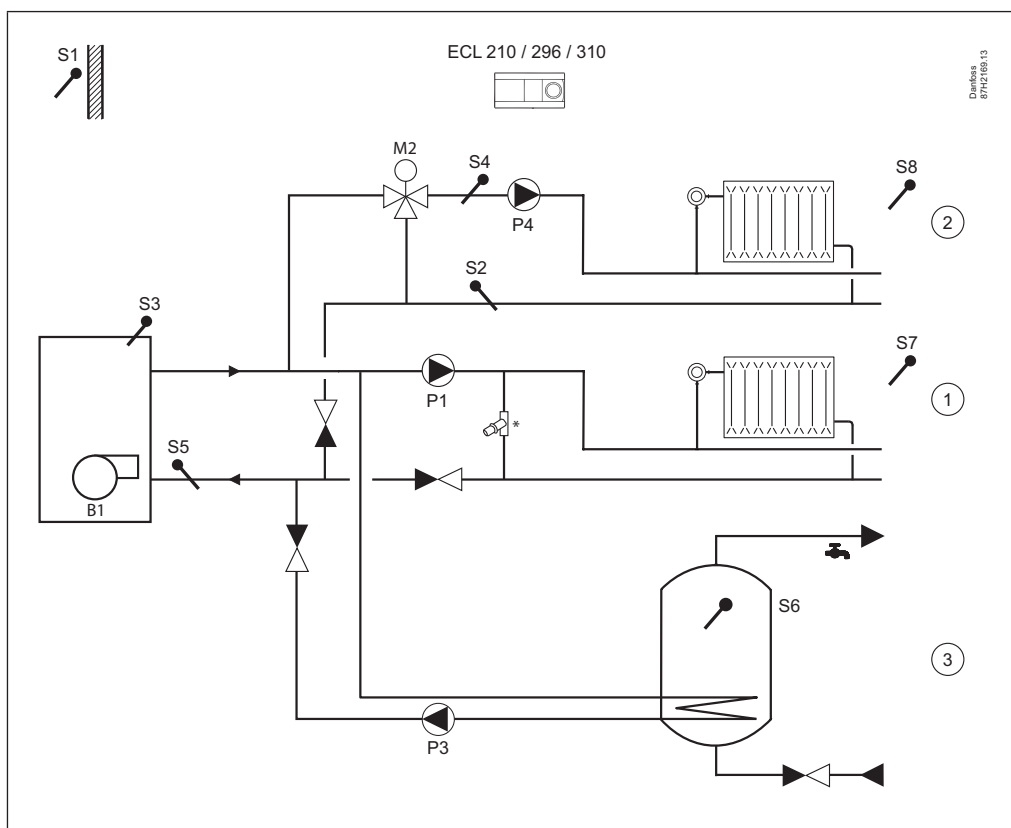 S1
ECL 210 / 296 / 310
Danfoss
87H2169.13
M2
S4
S8
P4
2
S2
S3
S7
P1
1
*
S5
B1
S6
3
P3